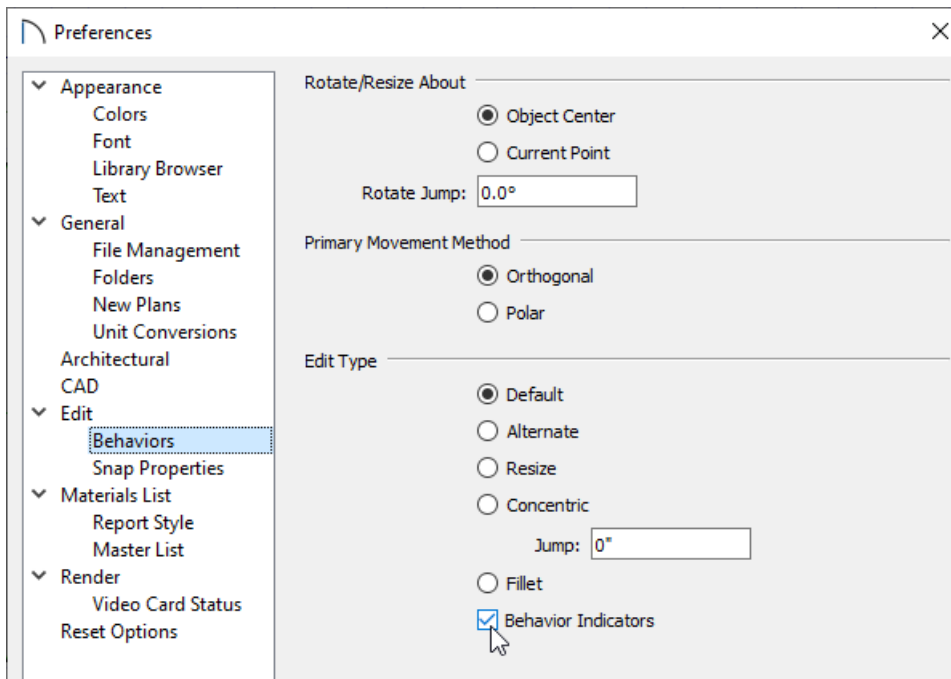 Preferences
Appearance
Colors
Font
Library Browser
Text
General
File Management
Folders
New Plans
Unit Conversions
Architectural
CAD
Edit
Behaviors
Snap Properties
Materials List
Report Style
Master List
Render
Video Card Status
Reset Options
Rotate/Resize About
Object Center
Current Point
Rotate Jump: 0.0°
Primary Movement Method
Orthogonal
Polar
Edit Type
Default
Alternate
Resize
Concentric
Jump: 0"
Fillet
Behavior Indicators